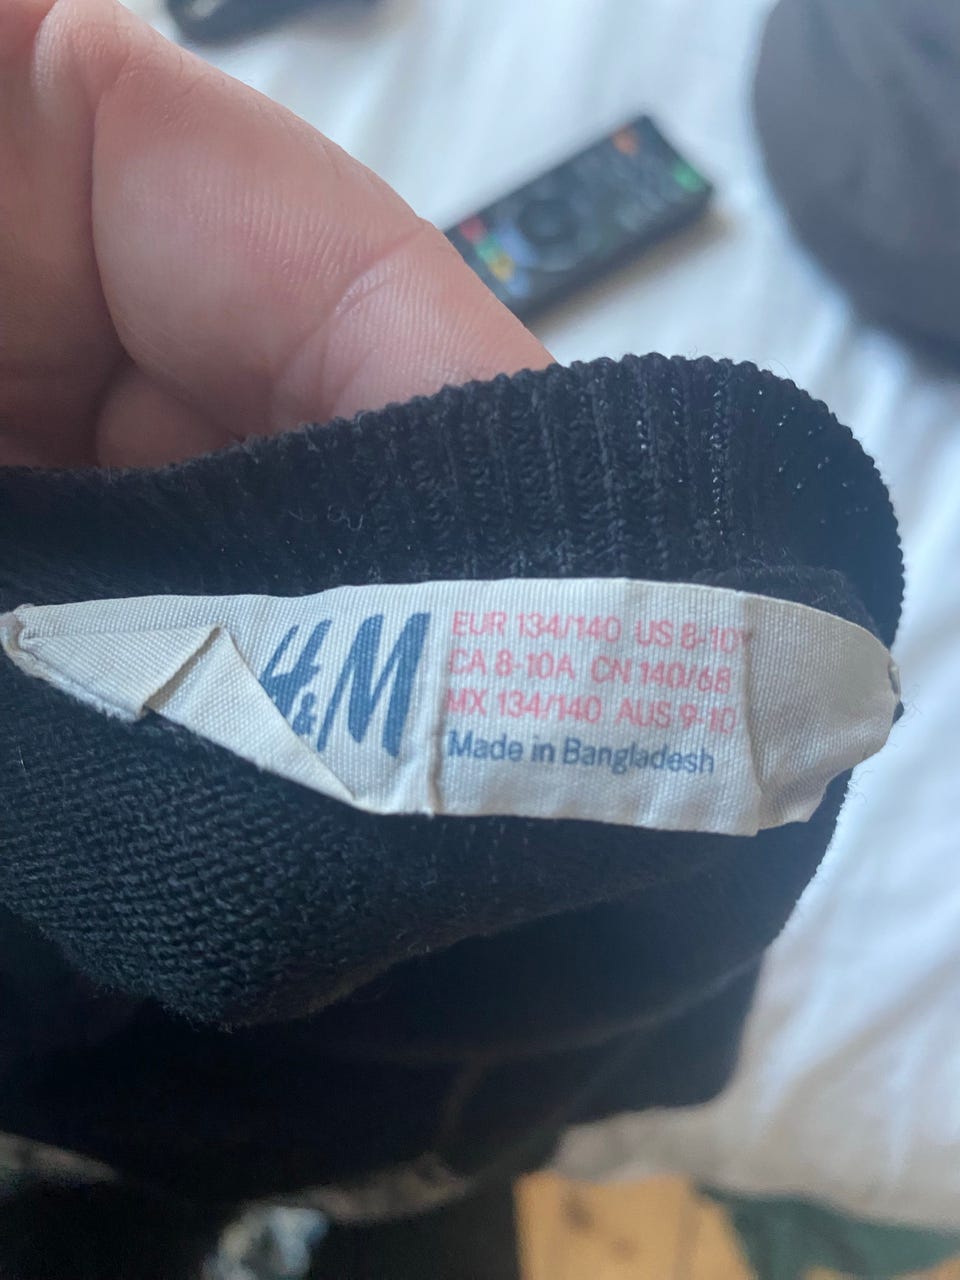 H&M
EUR 134/140 US 8-10Y
CA 8-10A CN 140/68
MX 134/140 AUS 9-10
Made in Bangladesh